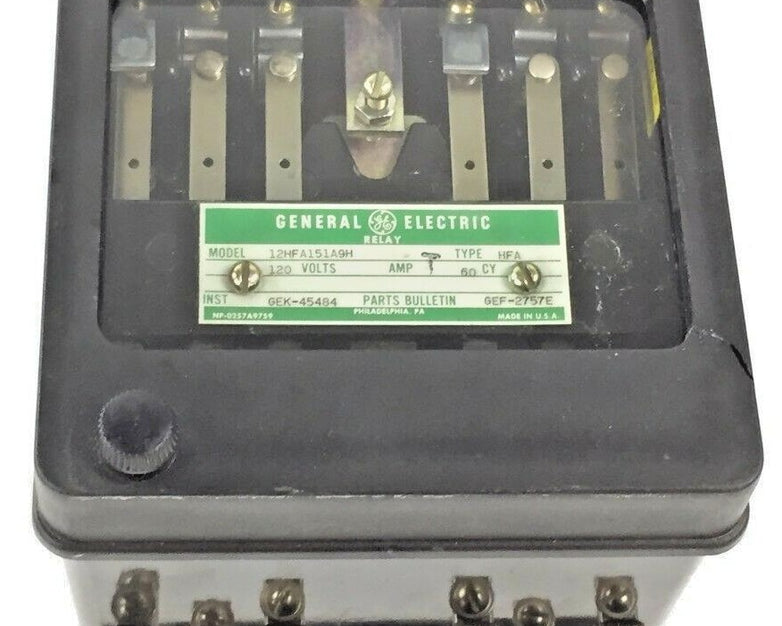 GENERAL GE ELECTRIC
RELAY
MODEL 12HFA151A9H TYPE HFA
120 VOLTS AMP 60 CY
INST GEK-45484 PARTS BULLETIN GEF-2757E
NP-0257A9759 PHILADELPHIA, PA MADE IN U.S.A